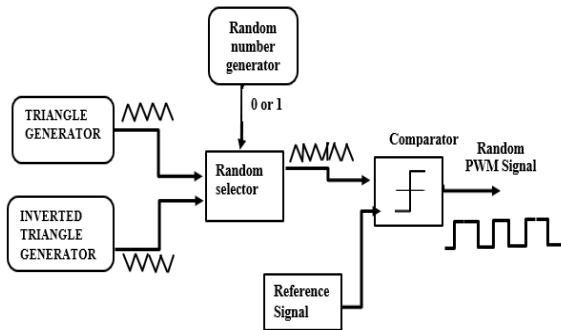 Random
number
generator
TRIANGLE
GENERATOR
0 or 1
Comparator
Random
PWM Signal
Random
selector
INVERTED
TRIANGLE
GENERATOR
Reference
Signal